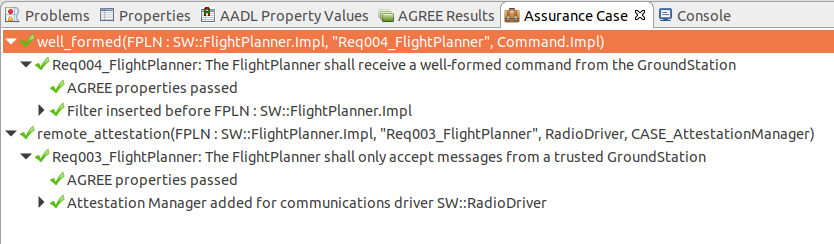 Problems Properties AADL Property Values AGREE Results Assurance Case Console
well_formed(FPLN : SW::FlightPlanner.Impl, "Req004_FlightPlanner", Command.Impl)
Req004_FlightPlanner: The FlightPlanner shall receive a well-formed command from the GroundStation
AGREE properties passed
Filter inserted before FPLN : SW::FlightPlanner.Impl
remote_attestation(FPLN : SW::FlightPlanner.Impl, "Req003_FlightPlanner", RadioDriver, CASE_AttestationManager)
Req003_FlightPlanner: The FlightPlanner shall only accept messages from a trusted GroundStation
AGREE properties passed
Attestation Manager added for communications driver SW::RadioDriver